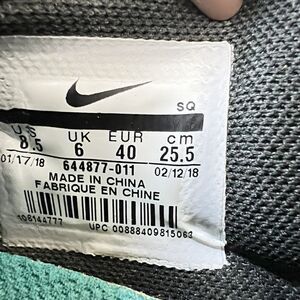 SQ
US UK EUR cm
8.5 6 40 25.5
01/17/18 644877-011 02/12/18
MADE IN CHINA
FABRIQUE EN CHINE
108144777
UPC 00888409815063